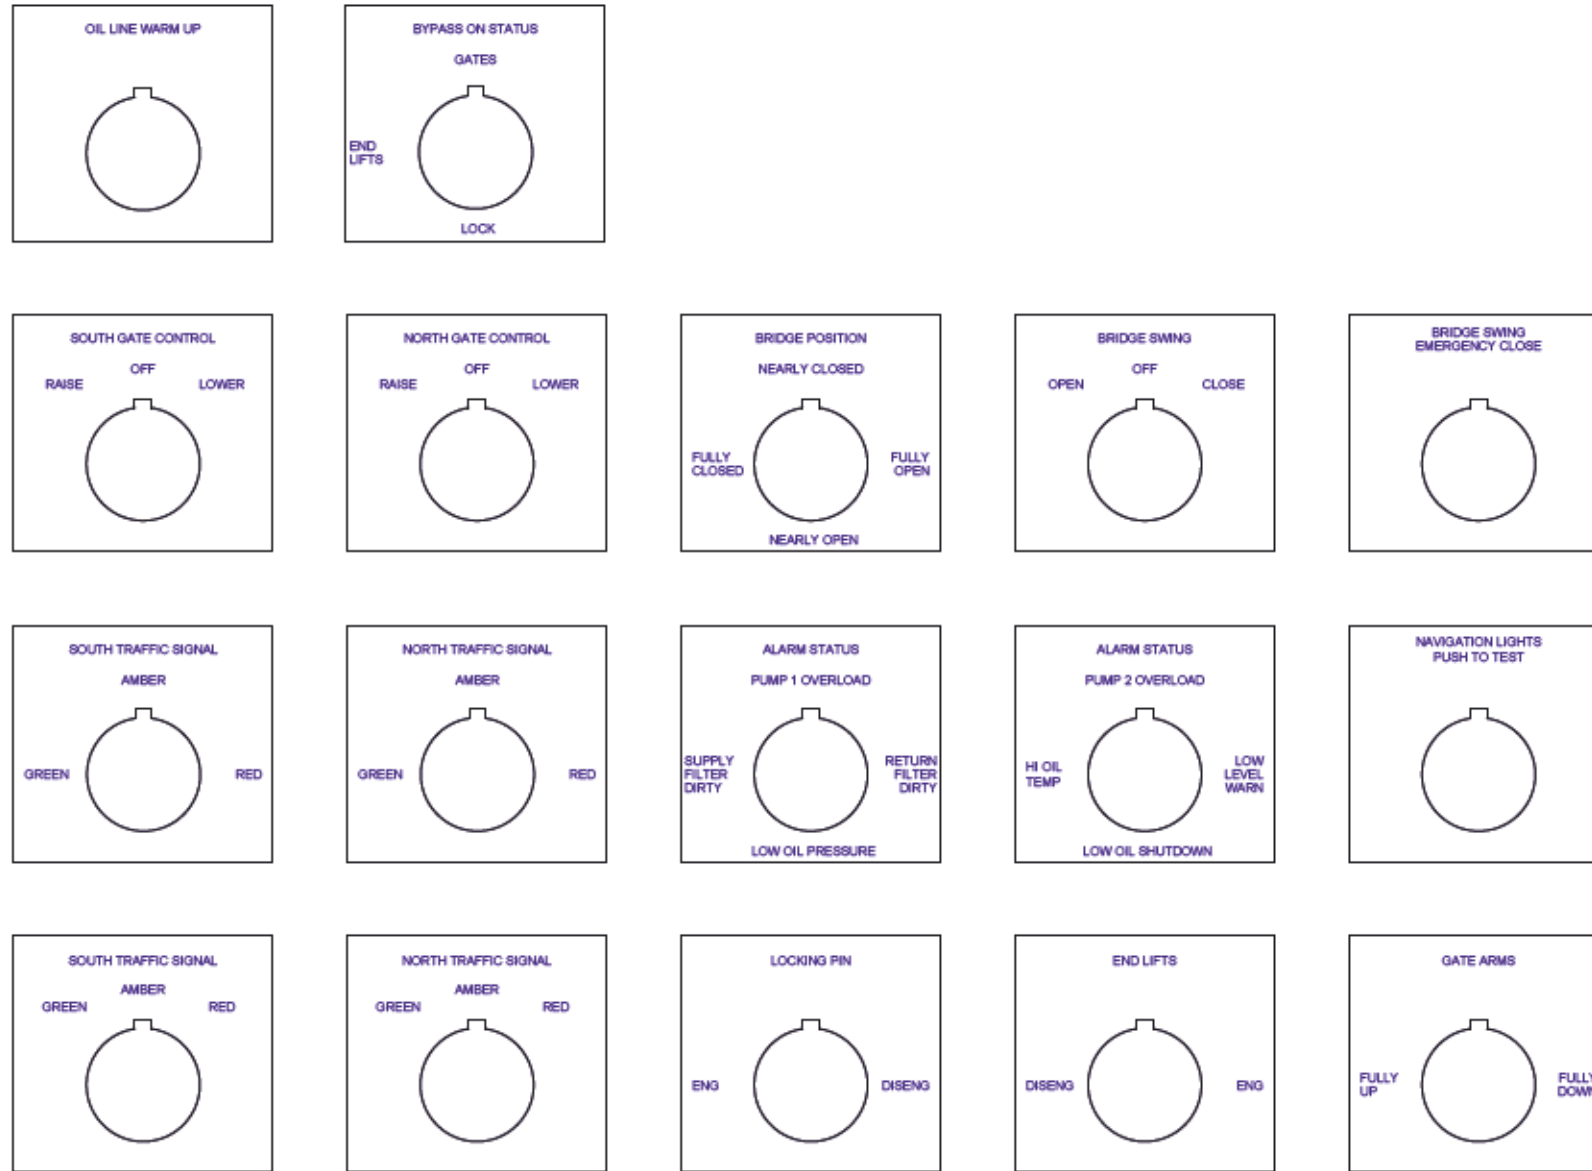 OIL LINE WARM UP
BYPASS ON STATUS
GATES
END
LIFTS
LOCK
SOUTH GATE CONTROL
OFF
RAISE
LOWER
NORTH GATE CONTROL
OFF
RAISE
LOWER
BRIDGE POSITION
NEARLY CLOSED
FULLY
CLOSED
FULLY
OPEN
NEARLY OPEN
BRIDGE SWING
OFF
OPEN
CLOSE
BRIDGE SWING
EMERGENCY CLOSE
SOUTH TRAFFIC SIGNAL
AMBER
GREEN
RED
NORTH TRAFFIC SIGNAL
AMBER
GREEN
RED
ALARM STATUS
PUMP 1 OVERLOAD
SUPPLY
FILTER
DIRTY
RETURN
FILTER
DIRTY
LOW OIL PRESSURE
ALARM STATUS
PUMP 2 OVERLOAD
HI OIL
TEMP
LOW
LEVEL
WARN
LOW OIL SHUTDOWN
NAVIGATION LIGHTS
PUSH TO TEST
SOUTH TRAFFIC SIGNAL
AMBER
GREEN
RED
NORTH TRAFFIC SIGNAL
AMBER
GREEN
RED
LOCKING PIN
ENG
DISENG
END LIFTS
DISENG
ENG
GATE ARMS
FULLY
UP
FULLY
DOWN